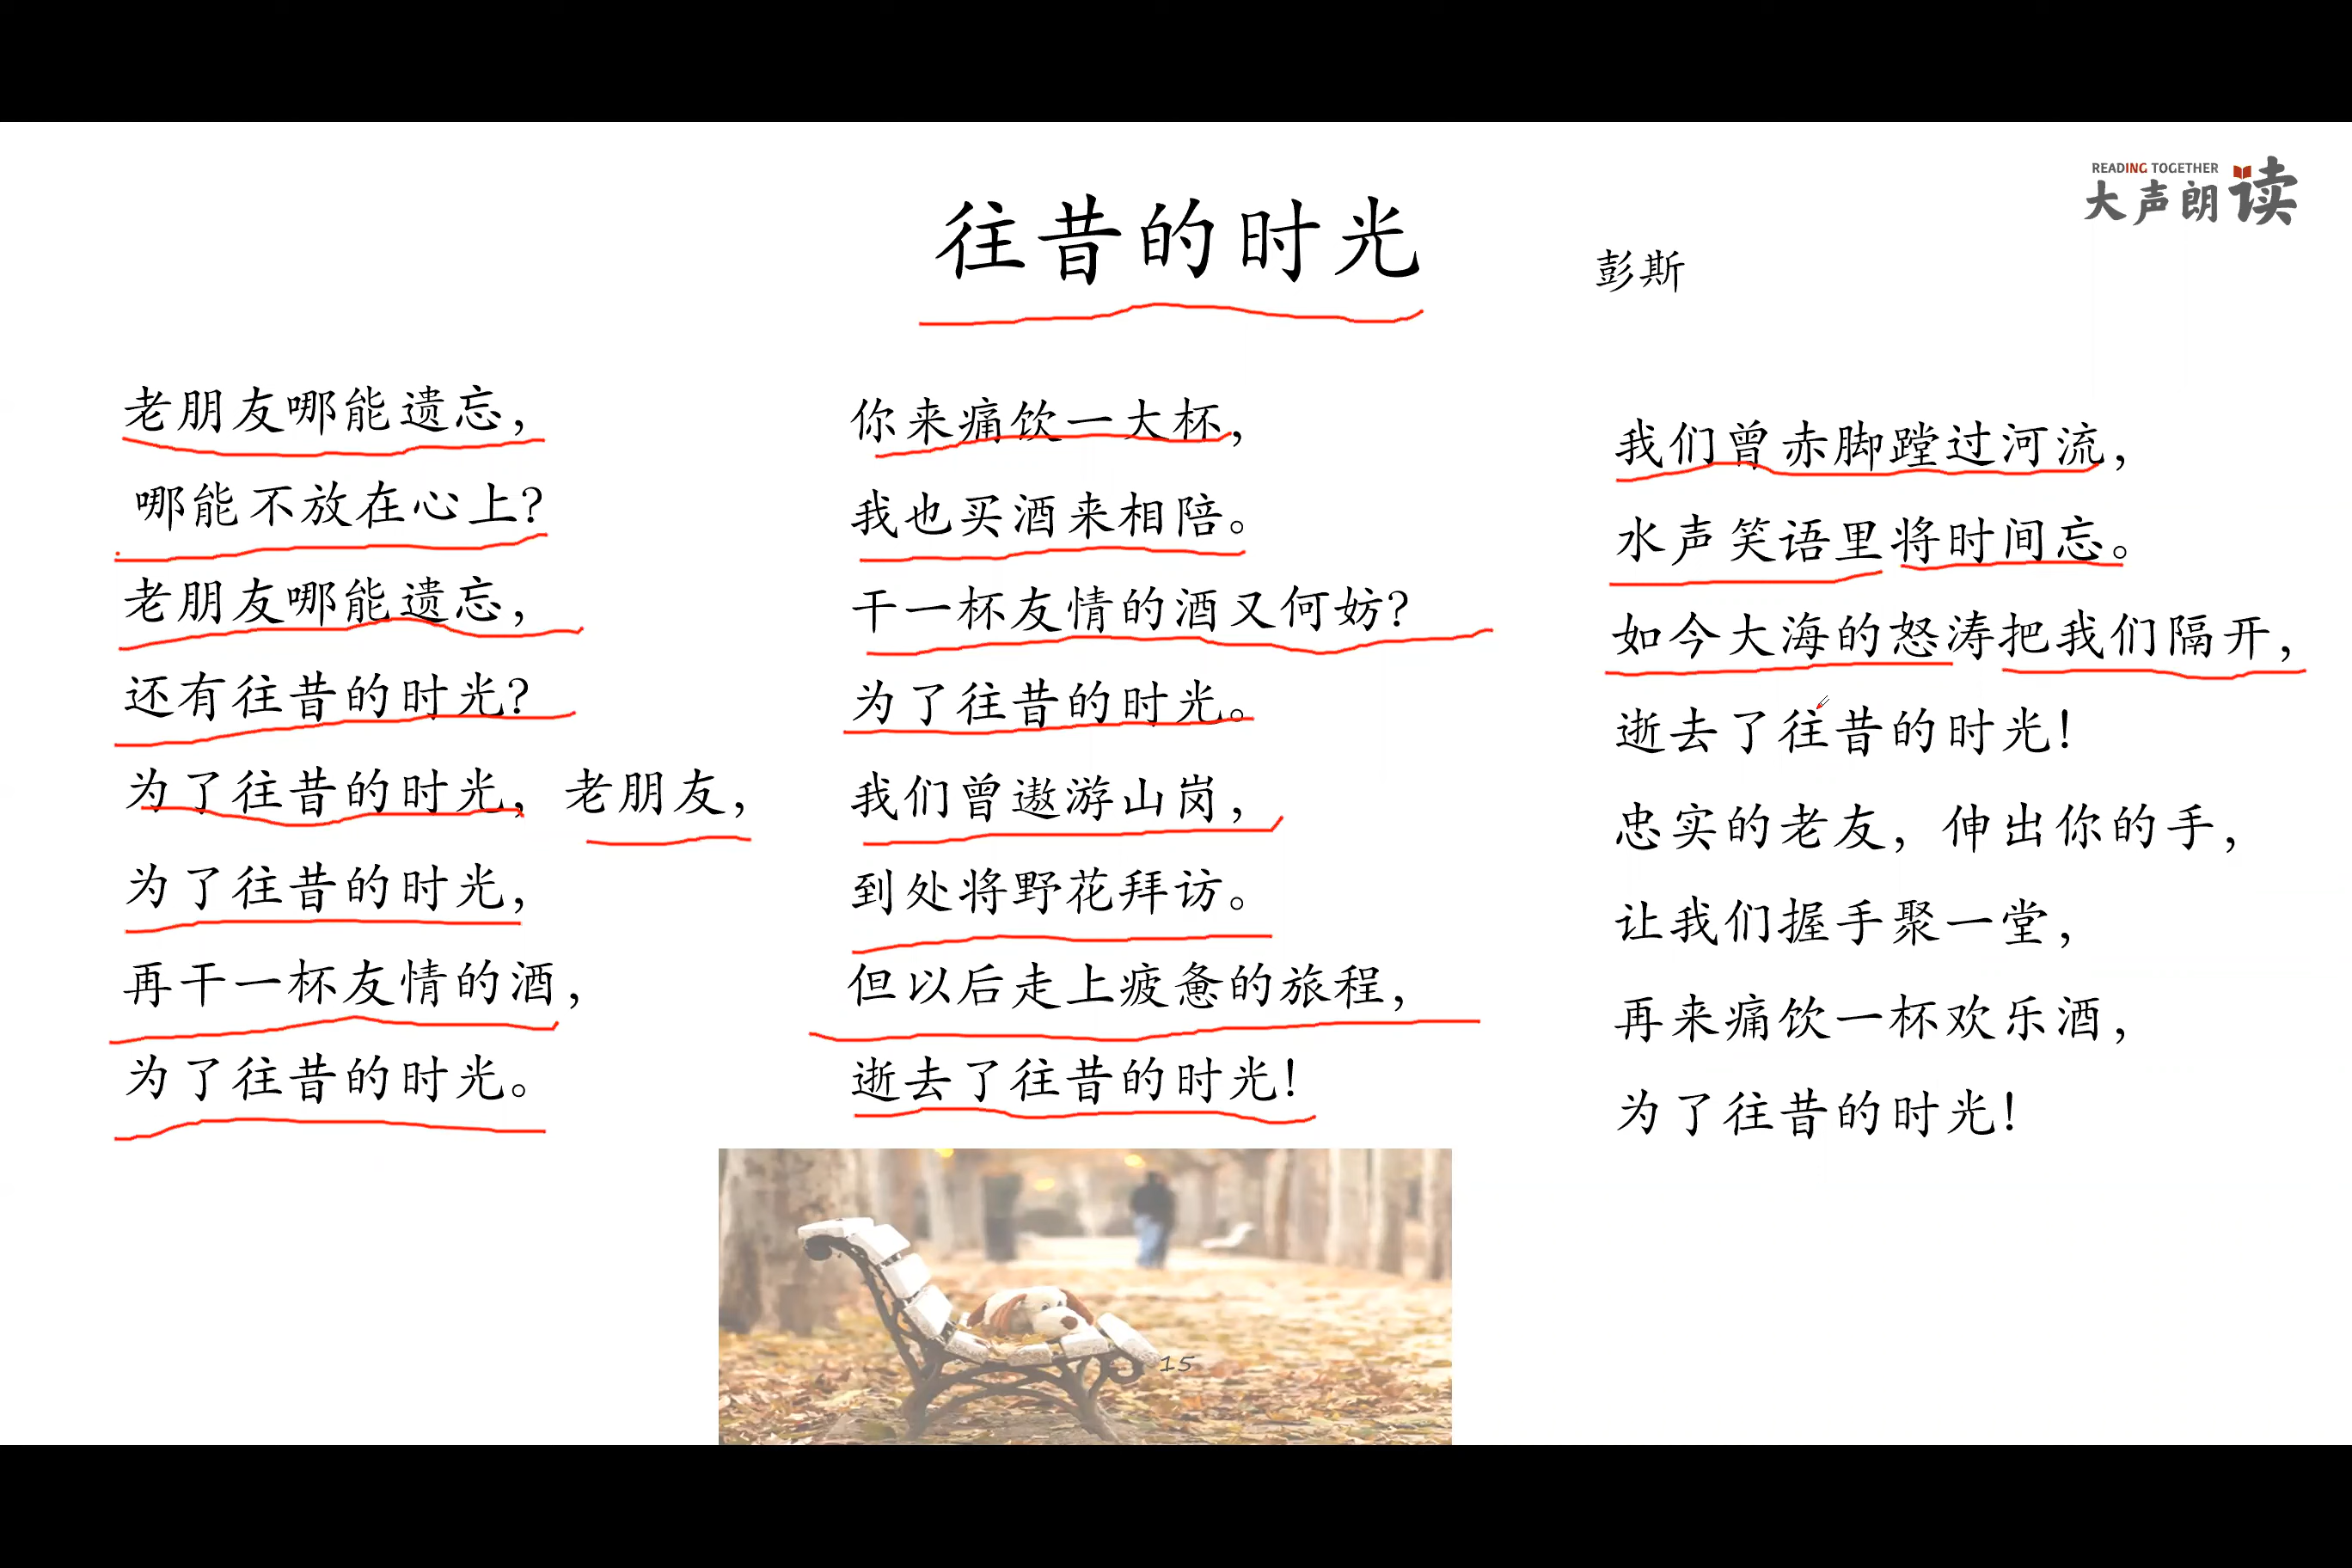 READING TOGETHER
大声朗读
往昔的时光
彭斯
老朋友哪能遗忘，
哪能不放在心上？
老朋友哪能遗忘，
还有往昔的时光？
为了往昔的时光，老朋友，
为了往昔的时光，
再干一杯友情的酒，
为了往昔的时光。
你来痛饮一大杯，
我也买酒来相陪。
干一杯友情的酒又何妨？
为了往昔的时光。
我们曾遨游山岗，
到处将野花拜访。
但以后走上疲惫的旅程，
逝去了往昔的时光！
我们曾赤脚蹚过河流，
水声笑语里将时间忘。
如今大海的怒涛把我们隔开，
逝去了往昔的时光！
忠实的老友，伸出你的手，
让我们握手聚一堂，
再来痛饮一杯欢乐酒，
为了往昔的时光！
15